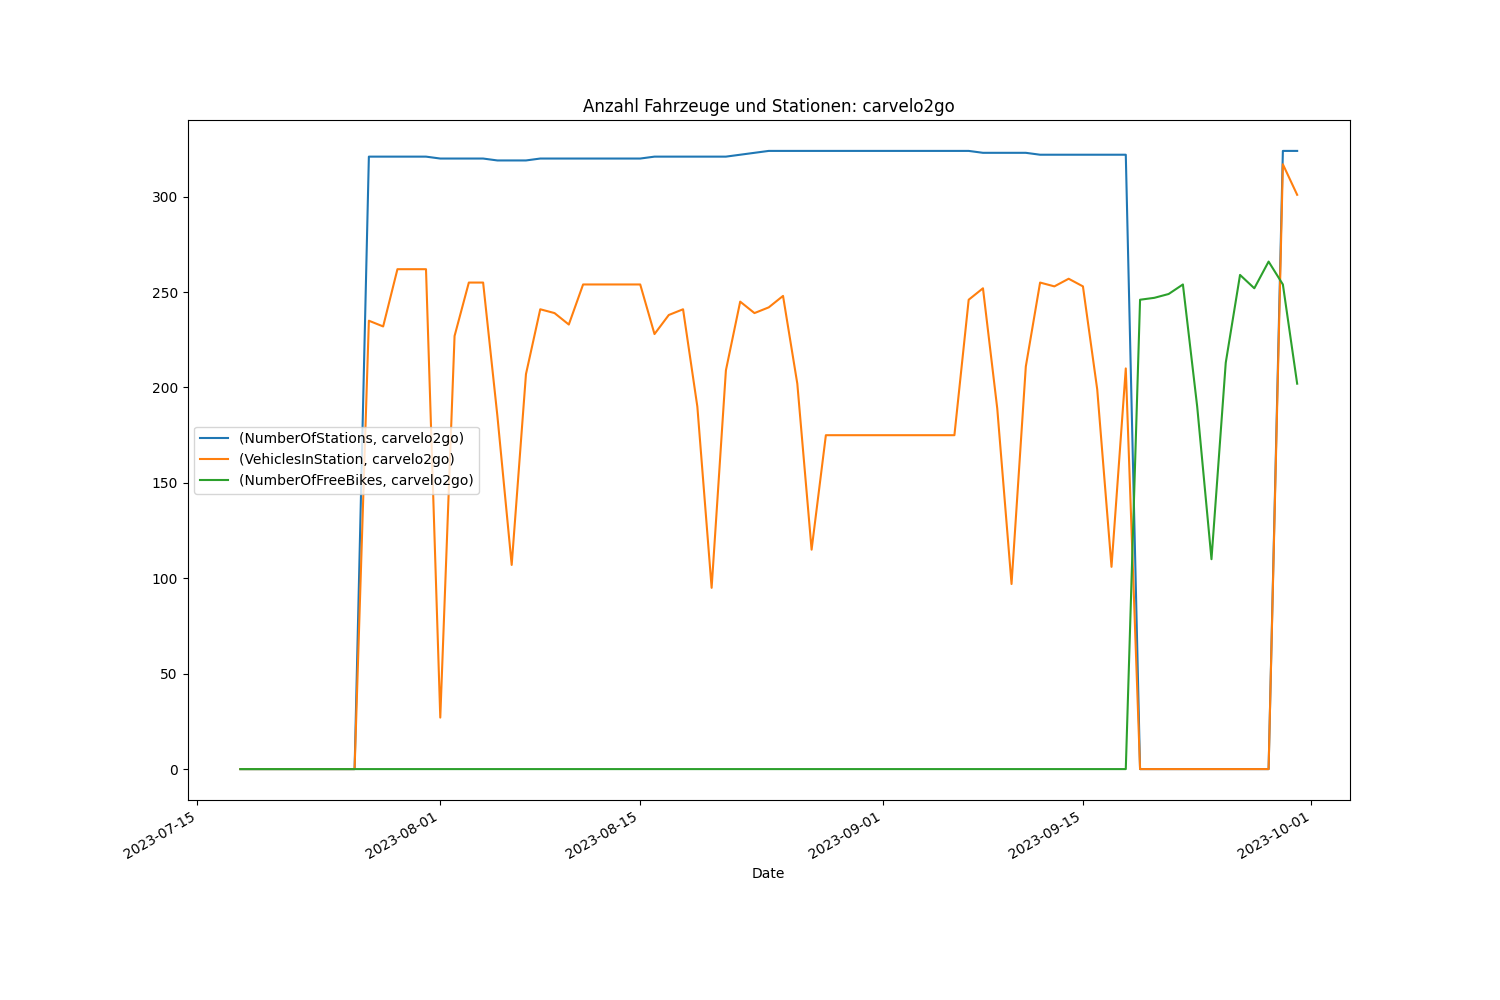 Anzahl Fahrzeuge und Stationen: carvelo2go
300
250
200
150
100
50
0
(NumberOfStations, carvelo2go)
(VehiclesInStation, carvelo2go)
(NumberOfFreeBikes, carvelo2go)
2023-07-15
2023-08-01
2023-08-15
2023-09-01
2023-09-15
2023-10-01
Date